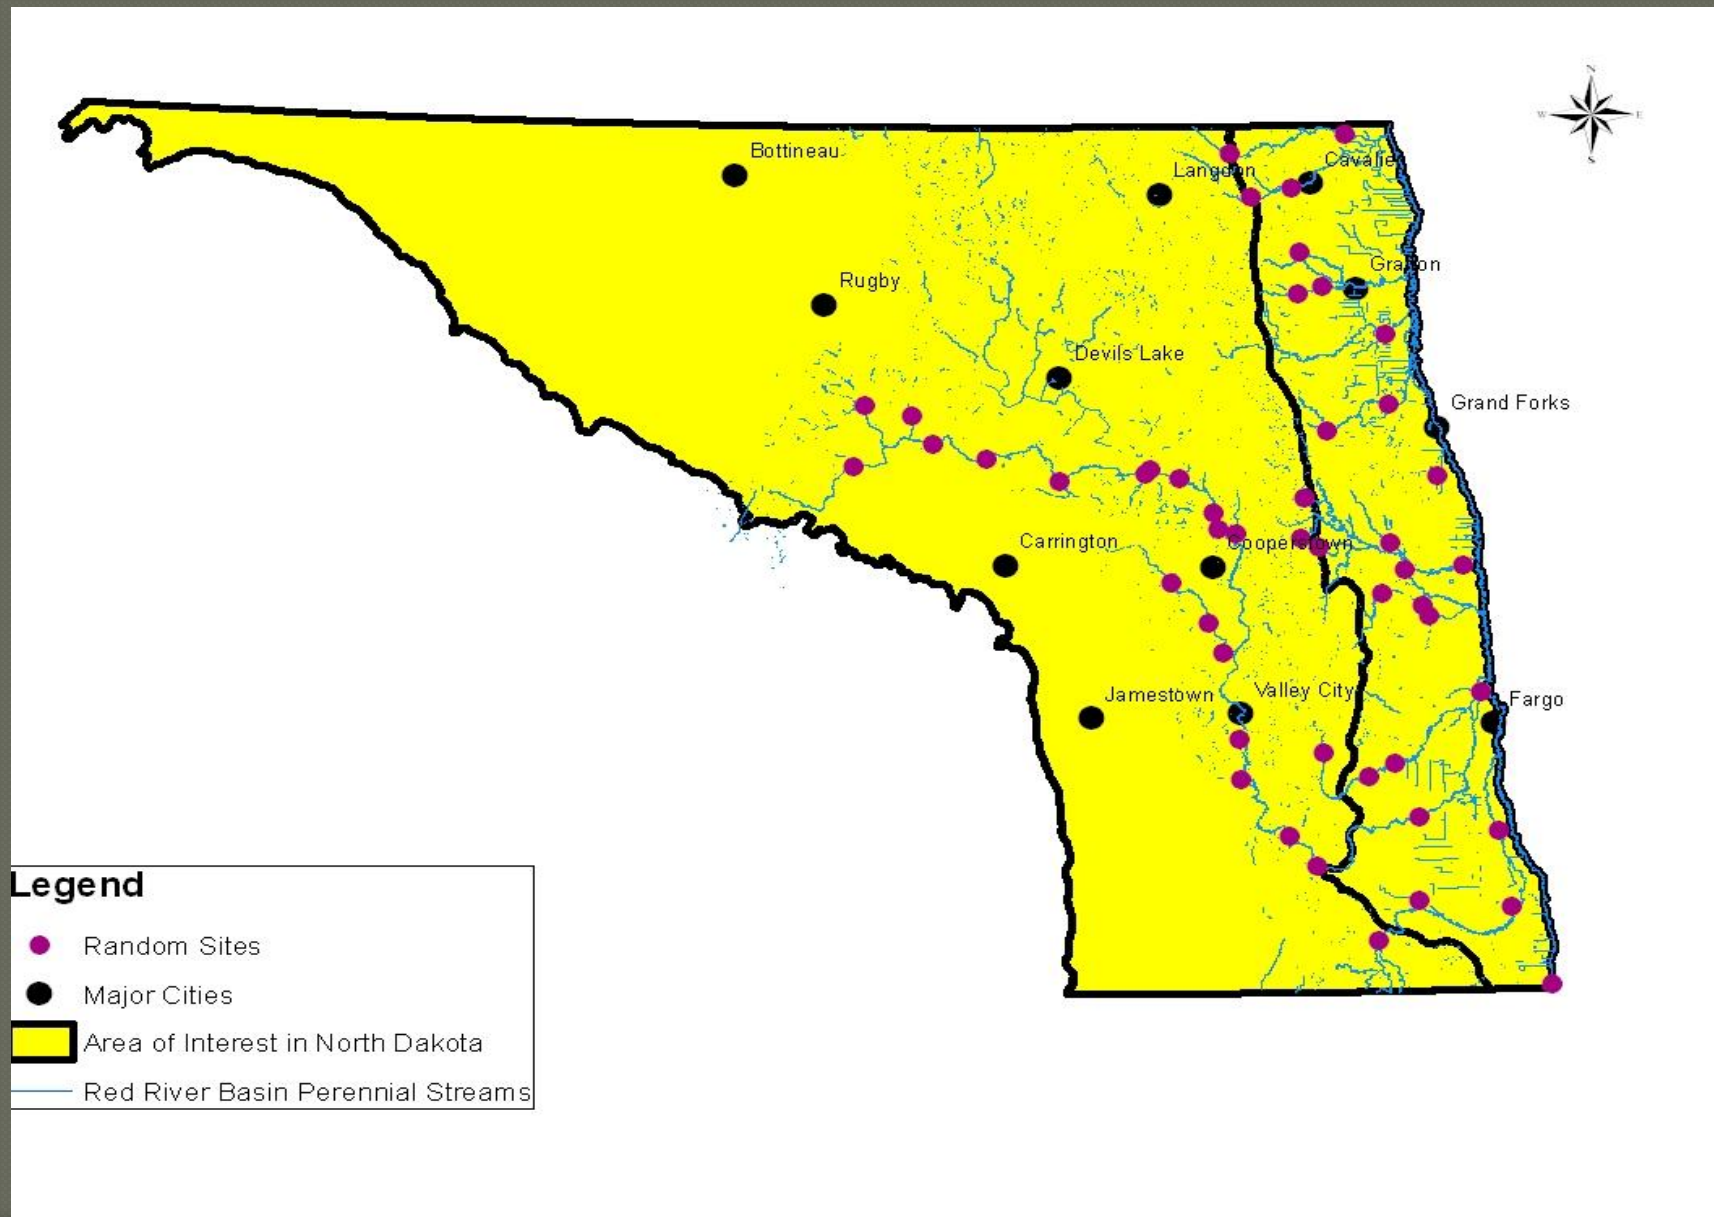 N
W
E
S
Bottineau
Langdon
Cavalier
Rugby
Grafton
Devils Lake
Grand Forks
Carrington
Cooperstown
Jamestown
Valley City
Fargo
Legend
Random Sites
Major Cities
Area of Interest in North Dakota
Red River Basin Perennial Streams